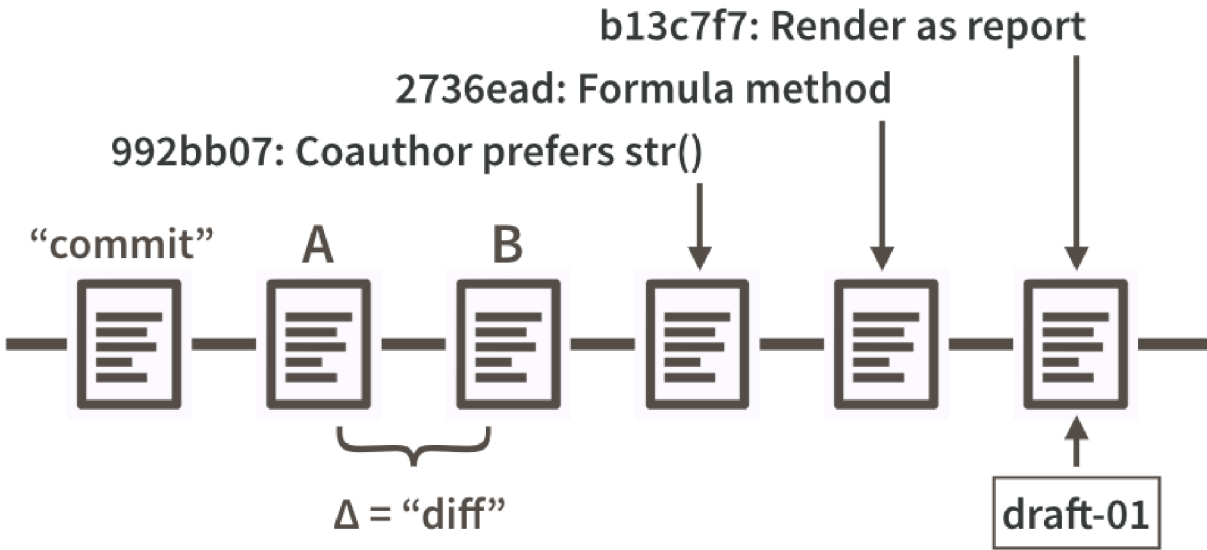 b13c7f7: Render as report
2736ead: Formula method
992bb07: Coauthor prefers str()
“commit”
A
B
Δ = “diff”
draft-01